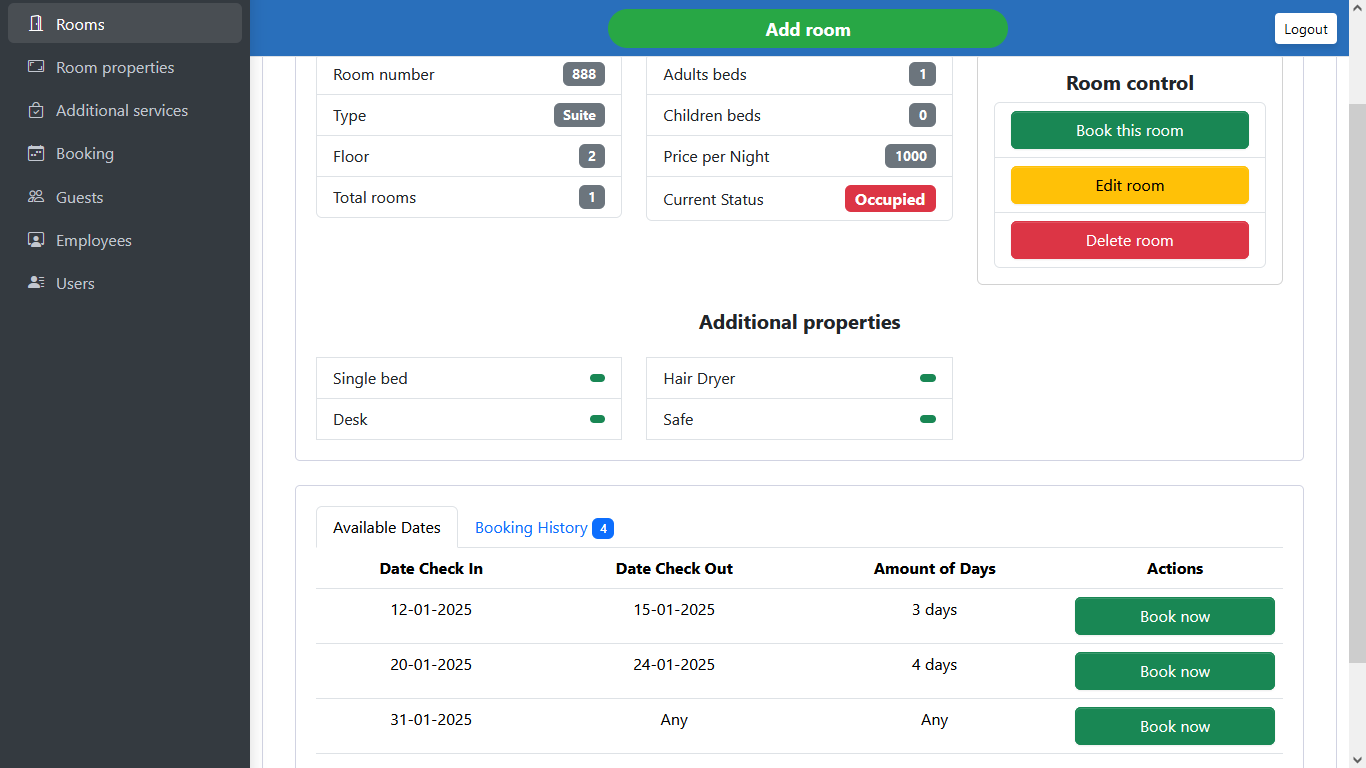 Rooms
Room properties
Additional services
Booking
Guests
Employees
Users
Add room
Logout
Room number 888
Type Suite
Floor 2
Total rooms 1
Adults beds 1
Children beds 0
Price per Night 1000
Current Status Occupied
Room control
Book this room
Edit room
Delete room
Additional properties
Single bed
Desk
Hair Dryer
Safe
Available Dates Booking History 4
Date Check In Date Check Out Amount of Days Actions
12-01-2025 15-01-2025 3 days Book now
20-01-2025 24-01-2025 4 days Book now
31-01-2025 Any Any Book now